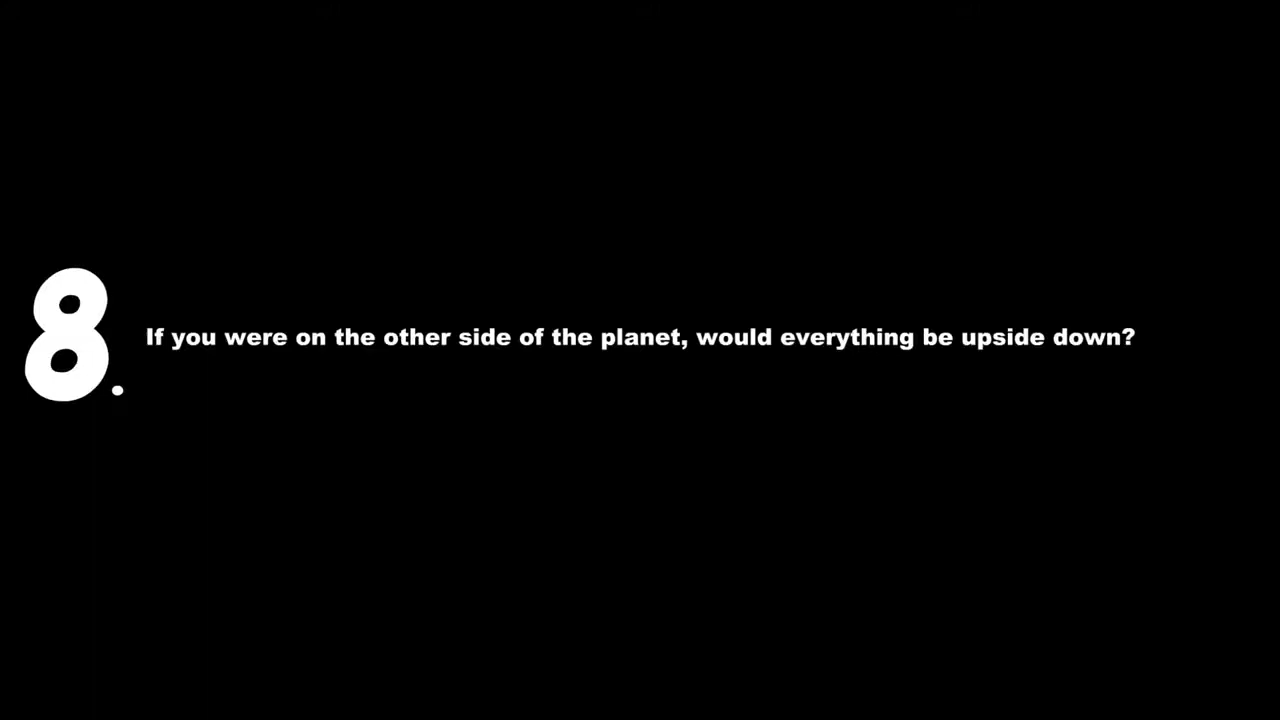 8. If you were on the other side of the planet, would everything be upside down?